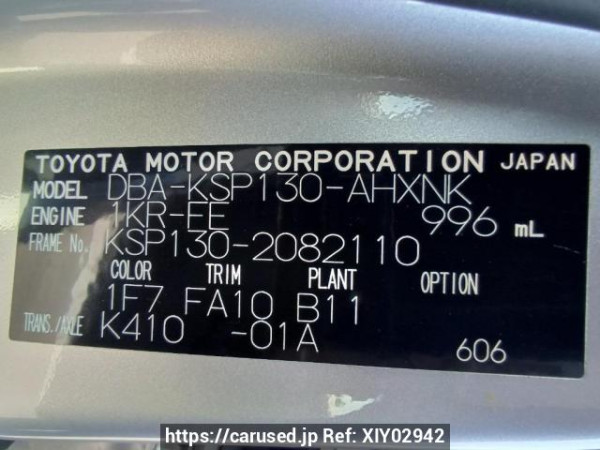 TOYOTA MOTOR CORPORATION JAPAN
MODEL DBA-KSP130-AHXNK
ENGINE 1KR-FE 996 mL
FRAME No. KSP130-2082110
COLOR TRIM PLANT OPTION
1F7 FA10 B11
TRANS./AXLE K410 -01A
606
https://carused.jp Ref: XIY02942